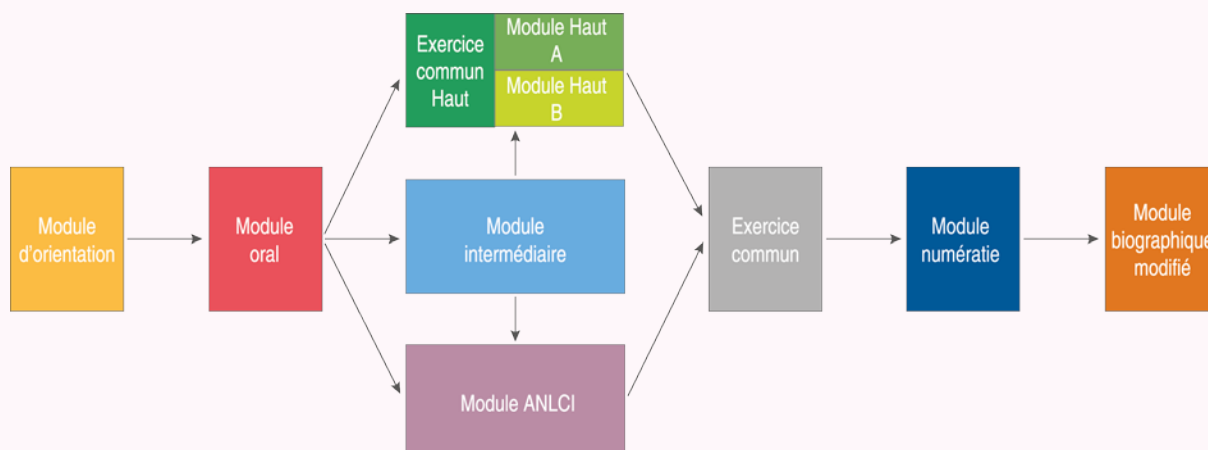 Module
d'orientation
Module
oral
Exercice
commun
Haut
Module Haut
A
Module Haut
B
Module
intermédiaire
Module ANLCI
Exercice
commun
Module
numératie
Module
biographique
modifié